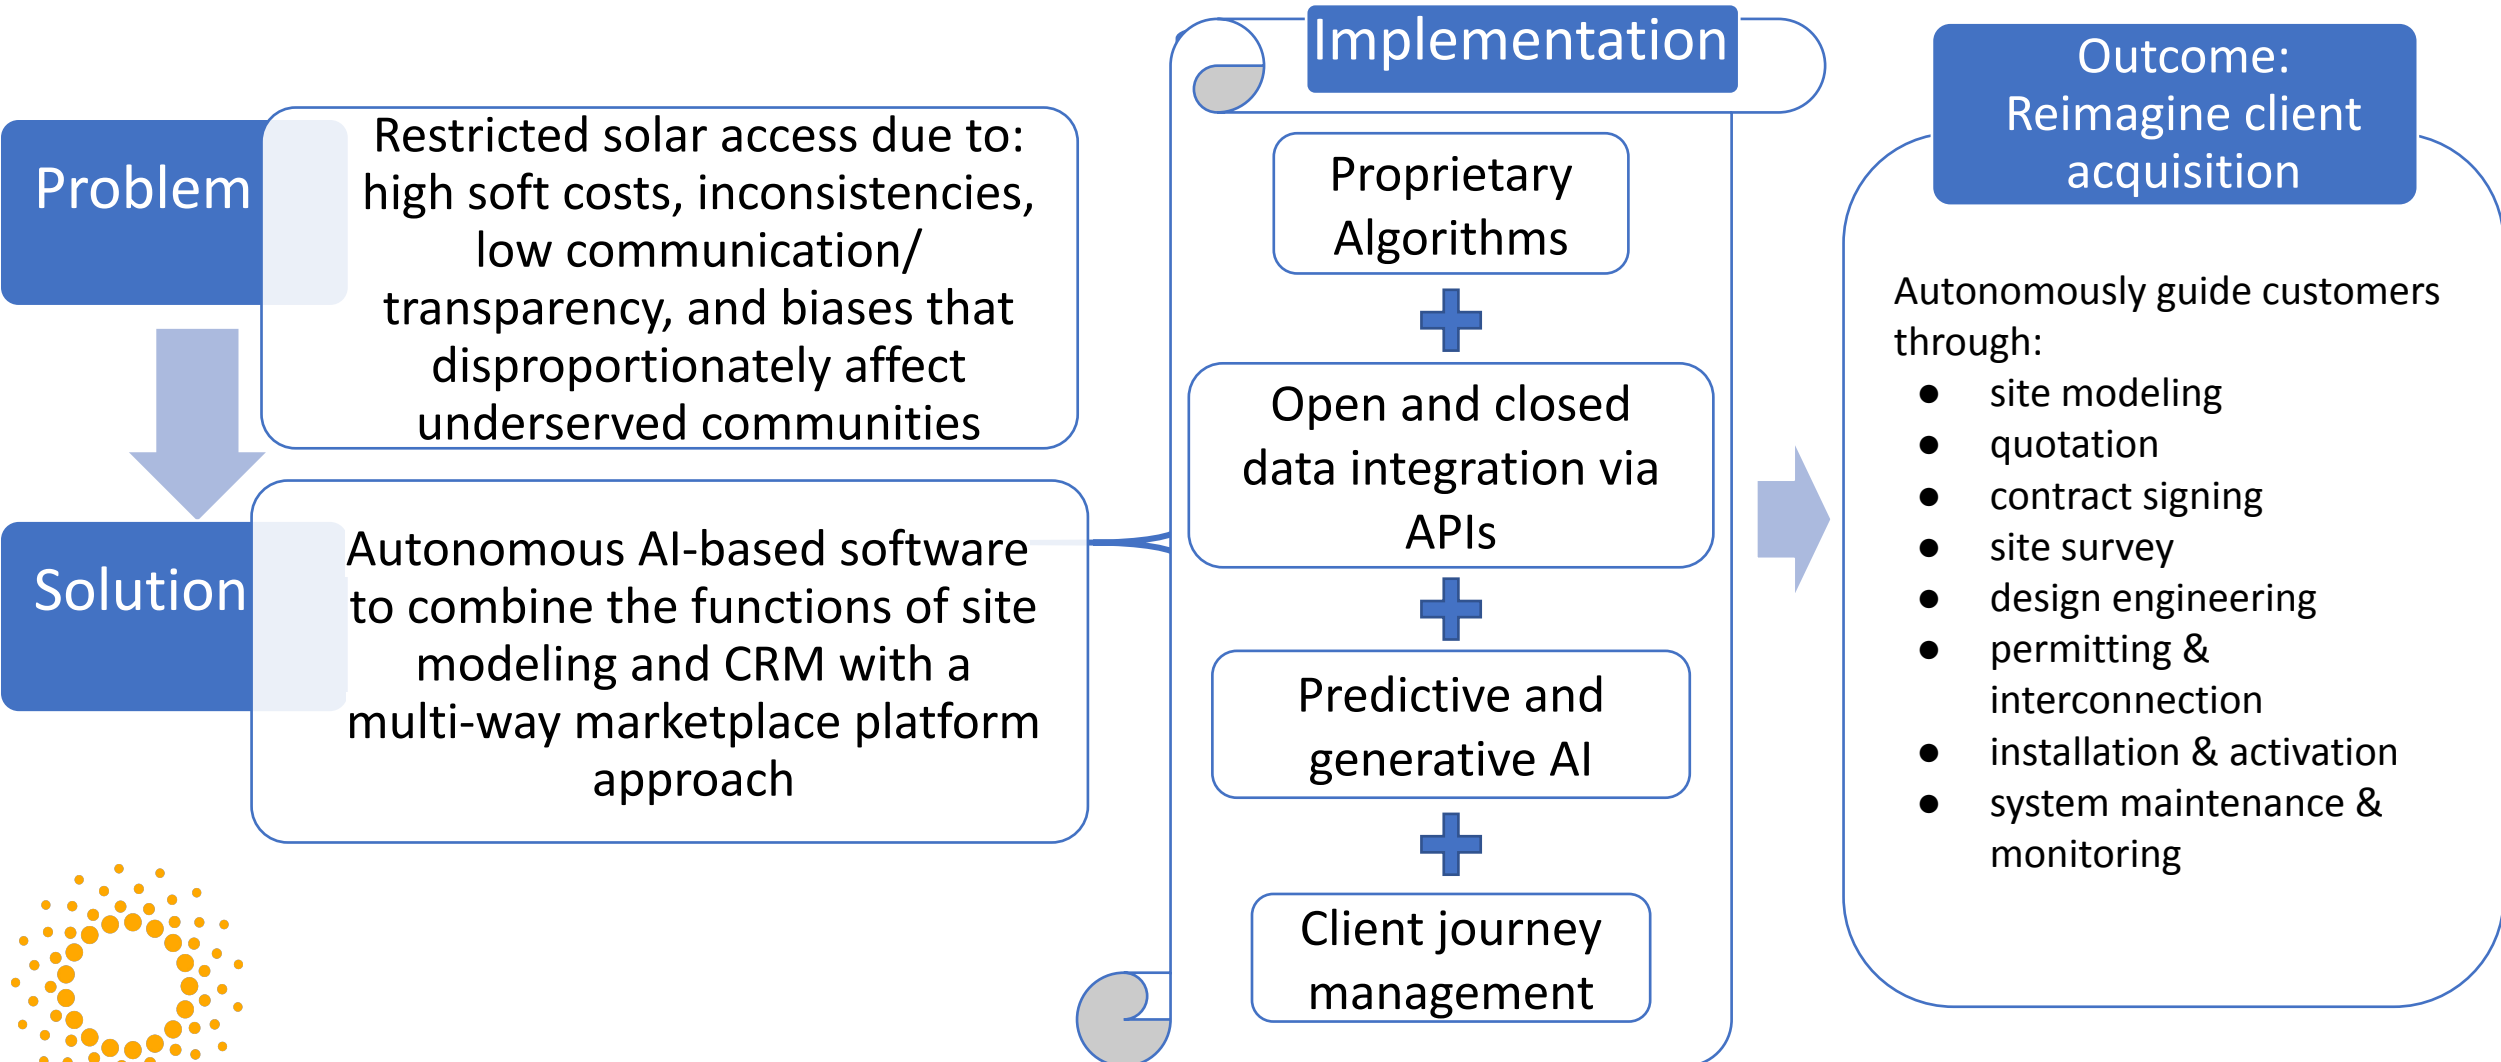 Problem
Restricted solar access due to:
high soft costs, inconsistencies,
low communication/
transparency, and biases that
disproportionately affect
underserved communities
Solution
Autonomous AI-based software
to combine the functions of site
modeling and CRM with a
multi-way marketplace platform
approach
Implementation
Proprietary
Algorithms
Open and closed
data integration via
APIs
Predictive and
generative AI
Client journey
management
Outcome:
Reimagine client
acquisition
Autonomously guide customers
through:
● site modeling
● quotation
● contract signing
● site survey
● design engineering
● permitting &
interconnection
● installation & activation
● system maintenance &
monitoring